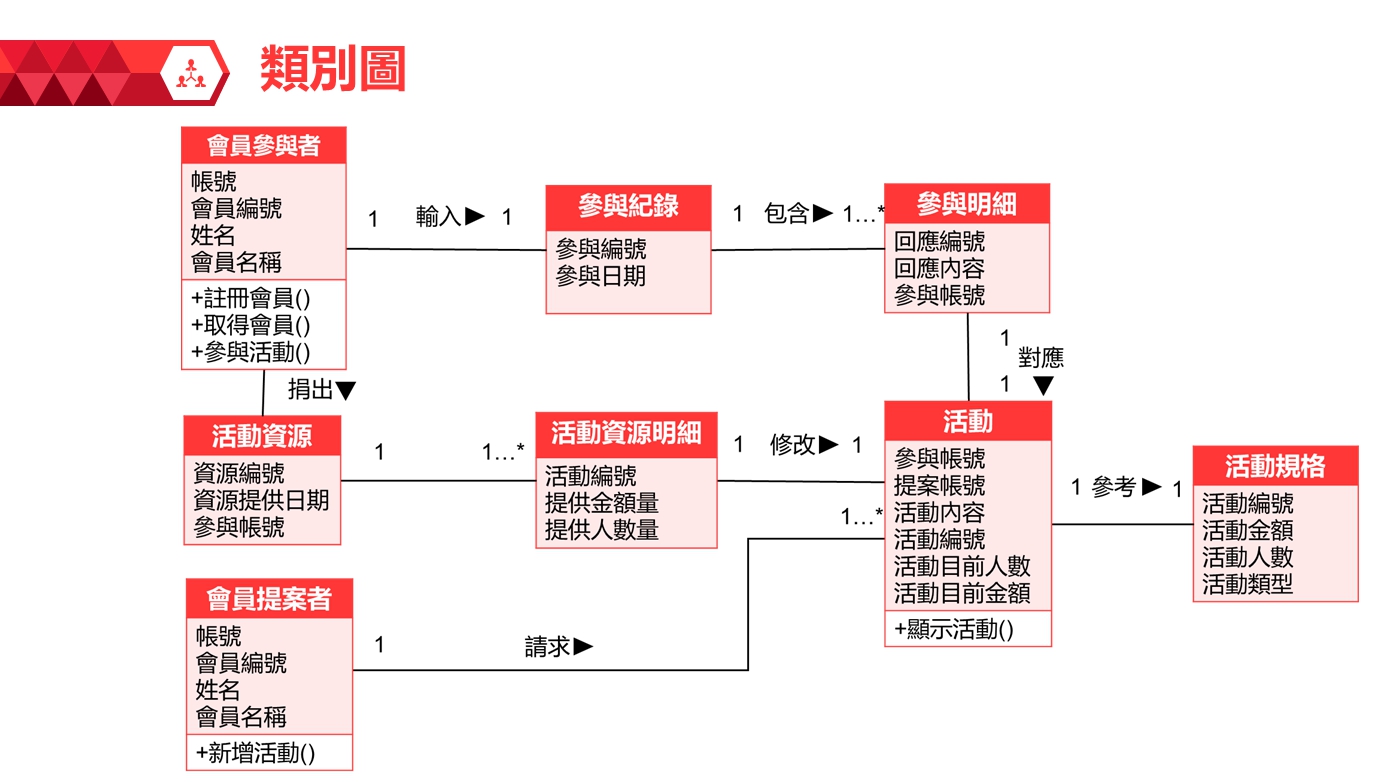 類別圖
會員參與者
帳號
會員編號
姓名
會員名稱
+註冊會員()
+取得會員()
+參與活動()
1 輸入▶ 1
參與紀錄
參與編號
參與日期
1 包含▶ 1…*
參與明細
回應編號
回應內容
參與帳號
捐出▼
1
對應
1 ▼
活動資源
資源編號
資源提供日期
參與帳號
1 1…*
活動資源明細
活動編號
提供金額量
提供人數量
1 修改▶ 1
1…*
活動
參與帳號
提案帳號
活動內容
活動編號
活動目前人數
活動目前金額
+顯示活動()
1 參考▶ 1
活動規格
活動編號
活動金額
活動人數
活動類型
會員提案者
帳號
會員編號
姓名
會員名稱
+新增活動()
1 請求▶